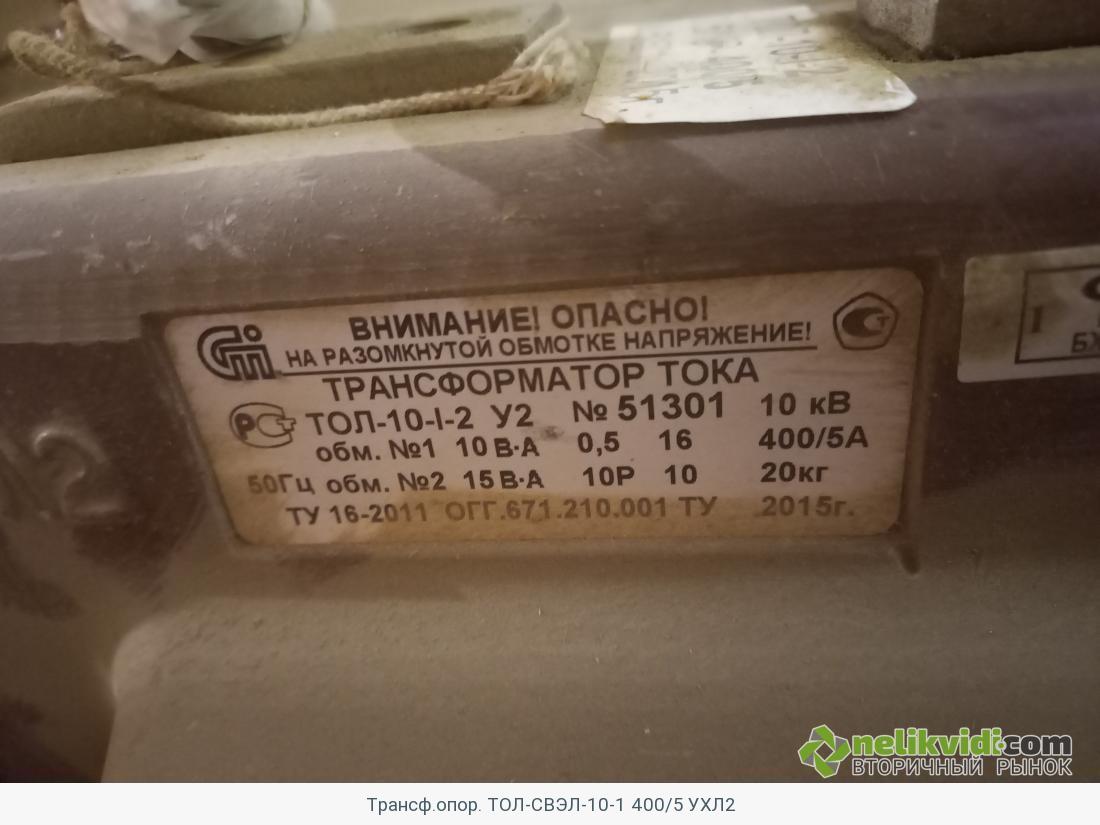 ВНИМАНИЕ! ОПАСНО!
НА РАЗОМКНУТОЙ ОБМОТКЕ НАПРЯЖЕНИЕ!
ТРАНСФОРМАТОР ТОКА
РСТ ТОЛ-10-I-2 У2 № 51301 10 кВ
обм. №1 10 В·А 0,5 16 400/5А
50Гц обм. №2 15 В·А 10Р 10 20кг
ТУ 16-2011 ОГГ.671.210.001 ТУ 2015г.
I
nelikvidi.com
ВТОРИЧНЫЙ РЫНОК
Трансф.опор. ТОЛ-СВЭЛ-10-1 400/5 УХЛ2